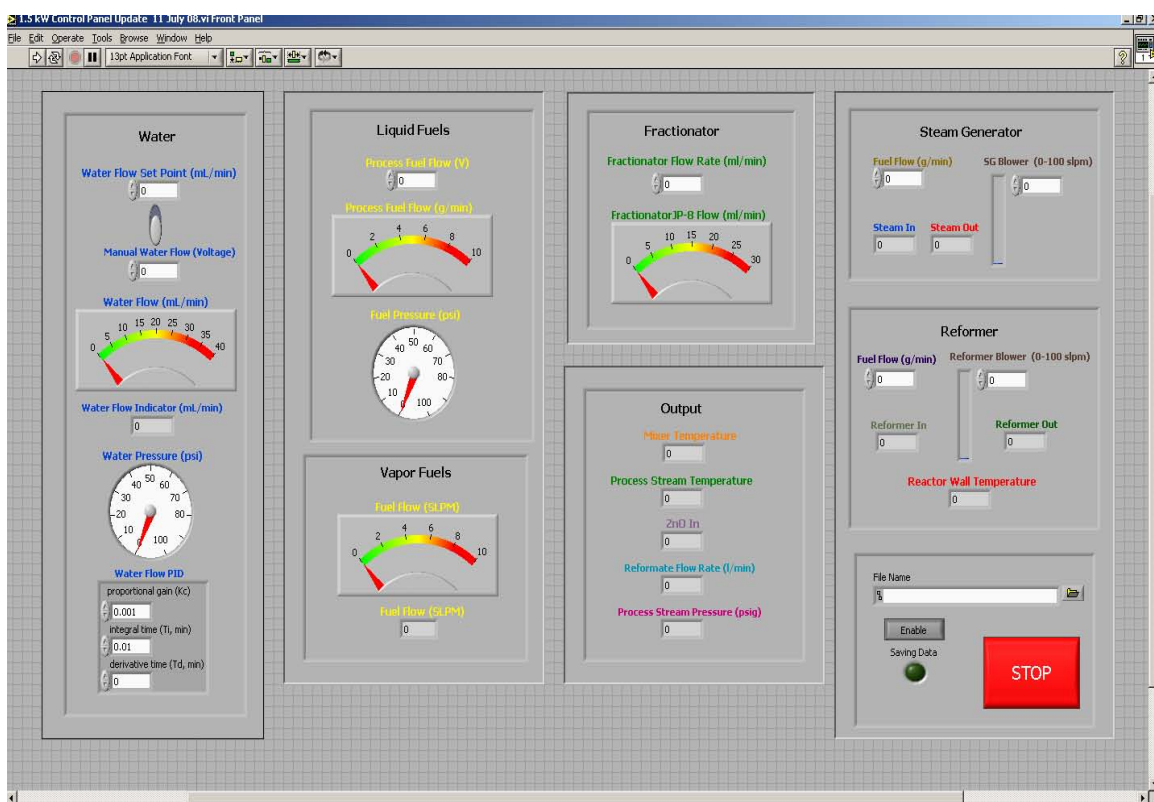 1.5 kW Control Panel Update 11 July 08.vi Front Panel
File Edit Operate Tools Browse Window Help
13pt Application Font
1
Water
Water Flow Set Point (mL/min)
0
Manual Water Flow (Voltage)
0
Water Flow (mL/min)
0 5 10 15 20 25 30 35 40
Water Flow Indicator (mL/min)
0
Water Pressure (psi)
0 10 20 30 40 50 60 70 80 100
Water Flow PID
proportional gain (Kc)
0.001
integral time (Ti, min)
0.01
derivative time (Td, min)
0
Liquid Fuels
Process Fuel Flow (V)
0
Process Fuel Flow (g/min)
0 2 4 6 8 10
Fuel Pressure (psi)
0 10 20 30 40 50 60 70 80 100
Vapor Fuels
Fuel Flow (SLPM)
0 2 4 6 8 10
Fuel Flow (SLPM)
0
Fractionator
Fractionator Flow Rate (ml/min)
0
FractionatorJP-8 Flow (ml/min)
0 5 10 15 20 25 30
Output
Mixer Temperature
0
Process Stream Temperature
0
ZnO In
0
Reformate Flow Rate (l/min)
0
Process Stream Pressure (psig)
0
Steam Generator
Fuel Flow (g/min) SG Blower (0-100 slpm)
0 0
Steam In Steam Out
0 0
Reformer
Fuel Flow (g/min) Reformer Blower (0-100 slpm)
0 0
Reformer In Reformer Out
0 0
Reactor Wall Temperature
0
File Name
Enable
Saving Data
STOP